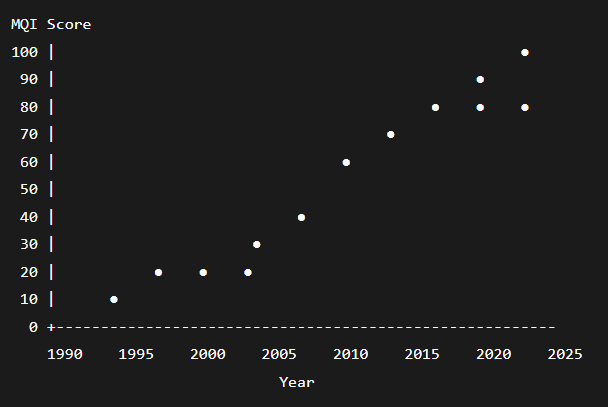 MQI Score
100 |                                                    ●
 90 |                                               ●
 80 |                                          ●    ●    ●
 70 |                                     ●
 60 |                                ●
 50 |
 40 |                           ●
 30 |                      ●
 20 |           ●    ●    ●
 10 |      ●
  0 +--------------------------------------------------------
    1990    1995    2000    2005    2010    2015    2020    2025
                              Year